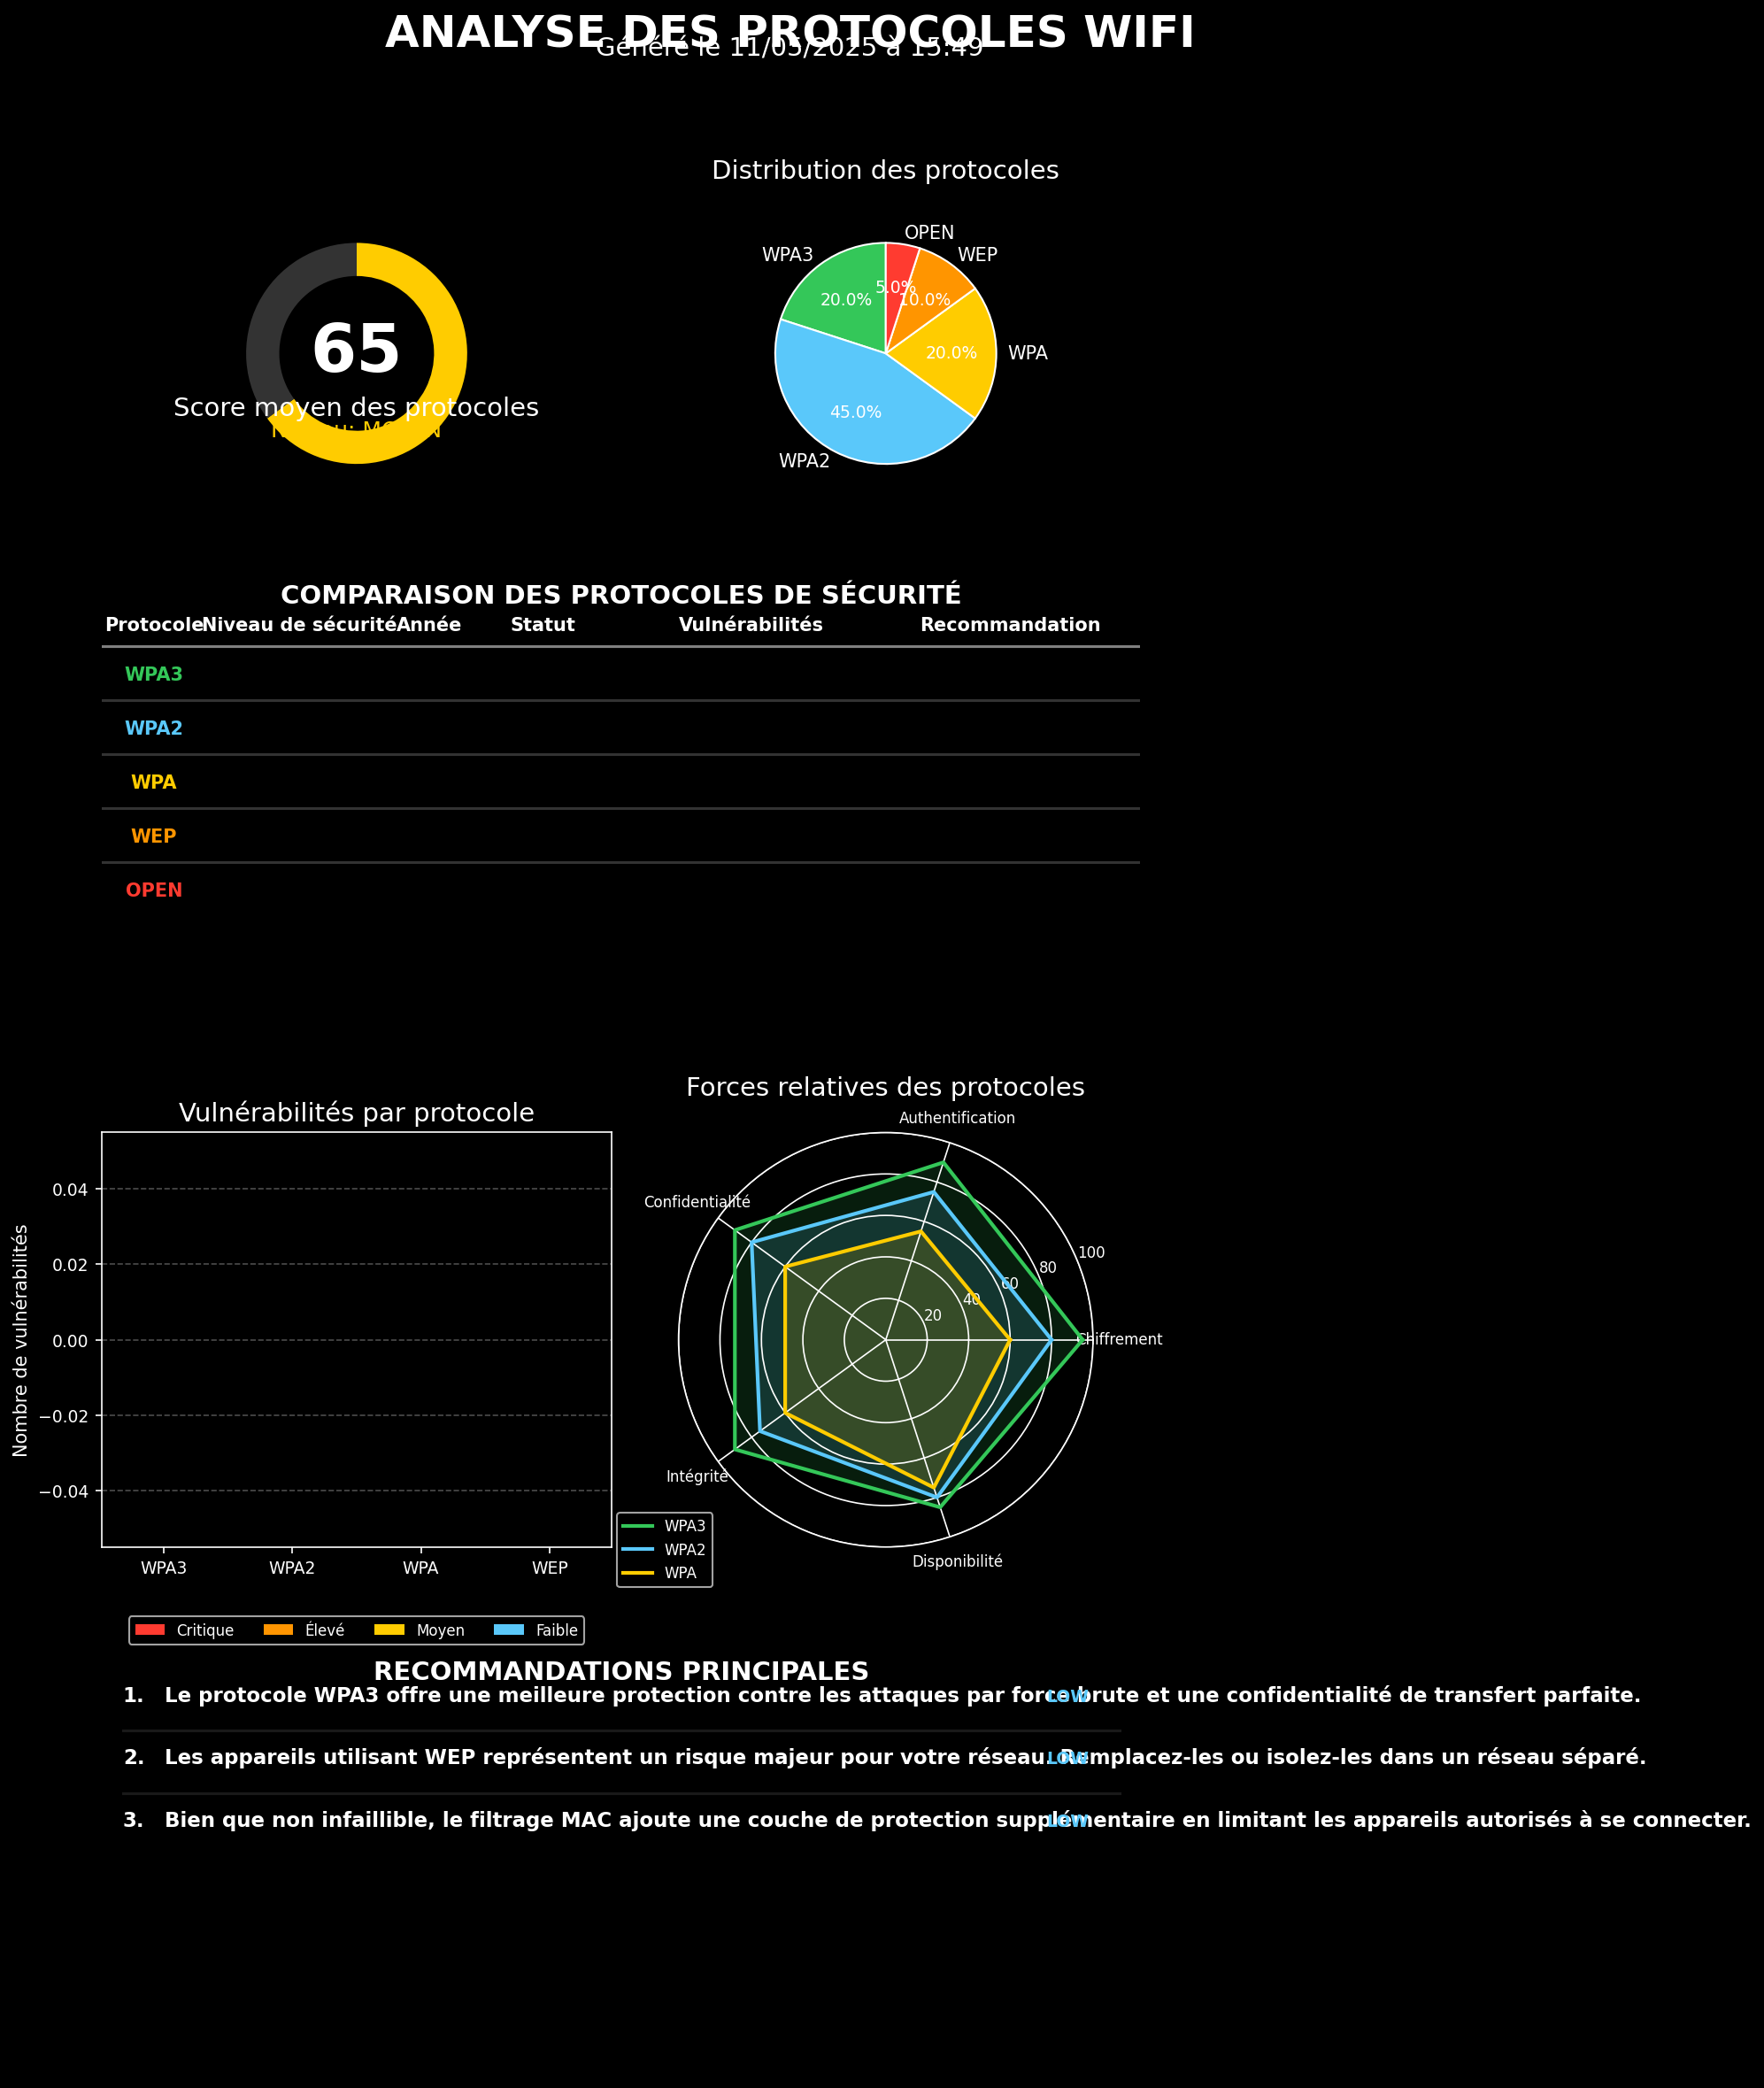 ANALYSE DES PROTOCOLES WIFI
Généré le 11/05/2025 à 15:49
Distribution des protocoles
OPEN
WPA3
WEP
5.0%
20.0%
10.0%
65
20.0%
WPA
Score moyen des protocoles
45.0%
WPA2
COMPARAISON DES PROTOCOLES DE SÉCURITÉ
Protocole Niveau de sécurité Année Statut Vulnérabilités Recommandation
WPA3
WPA2
WPA
WEP
OPEN
Vulnérabilités par protocole
Nombre de vulnérabilités
0.04
0.02
0.00
−0.02
−0.04
WPA3 WPA2 WPA WEP
Critique Élevé Moyen Faible
Forces relatives des protocoles
Authentification
Confidentialité
100
80
60
40
20
Chiffrement
Intégrité
Disponibilité
WPA3
WPA2
WPA
RECOMMANDATIONS PRINCIPALES
1. Le protocole WPA3 offre une meilleure protection contre les attaques par force brute et une confidentialité de transfert parfaite.
LOW
2. Les appareils utilisant WEP représentent un risque majeur pour votre réseau. Remplacez-les ou isolez-les dans un réseau séparé.
LOW
3. Bien que non infaillible, le filtrage MAC ajoute une couche de protection supplémentaire en limitant les appareils autorisés à se connecter.
LOW